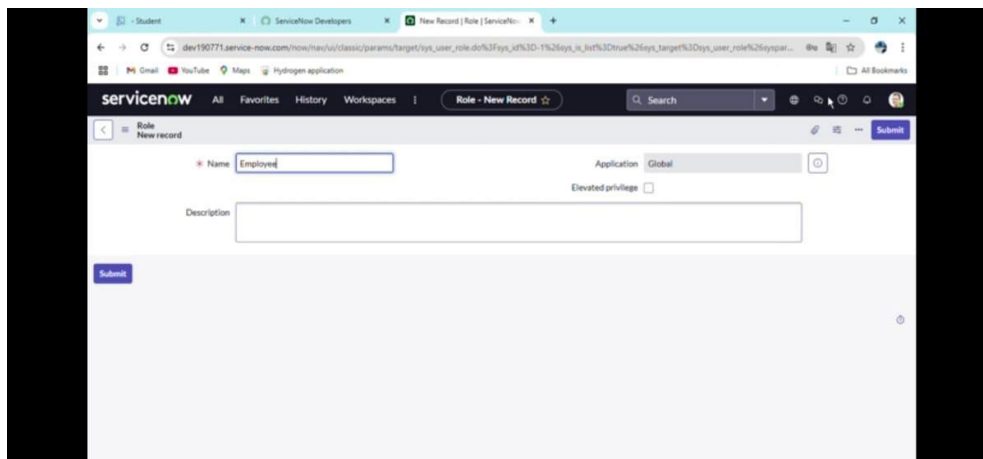 - Student ServiceNow Developers New Record | Role | ServiceNo
dev190771.service-now.com/now/nav/ui/classic/params/target/sys_user_role.do%3Fsys_id%3D-1%26sys_is_list%3Dtrue%26sys_target%3Dsys_user_role%26syspar...
Gmail YouTube Maps Hydrogen application All Bookmarks
servicenow All Favorites History Workspaces Role - New Record Search
Role
New record Submit
* Name Employee Application Global
Elevated privilege
Description
Submit